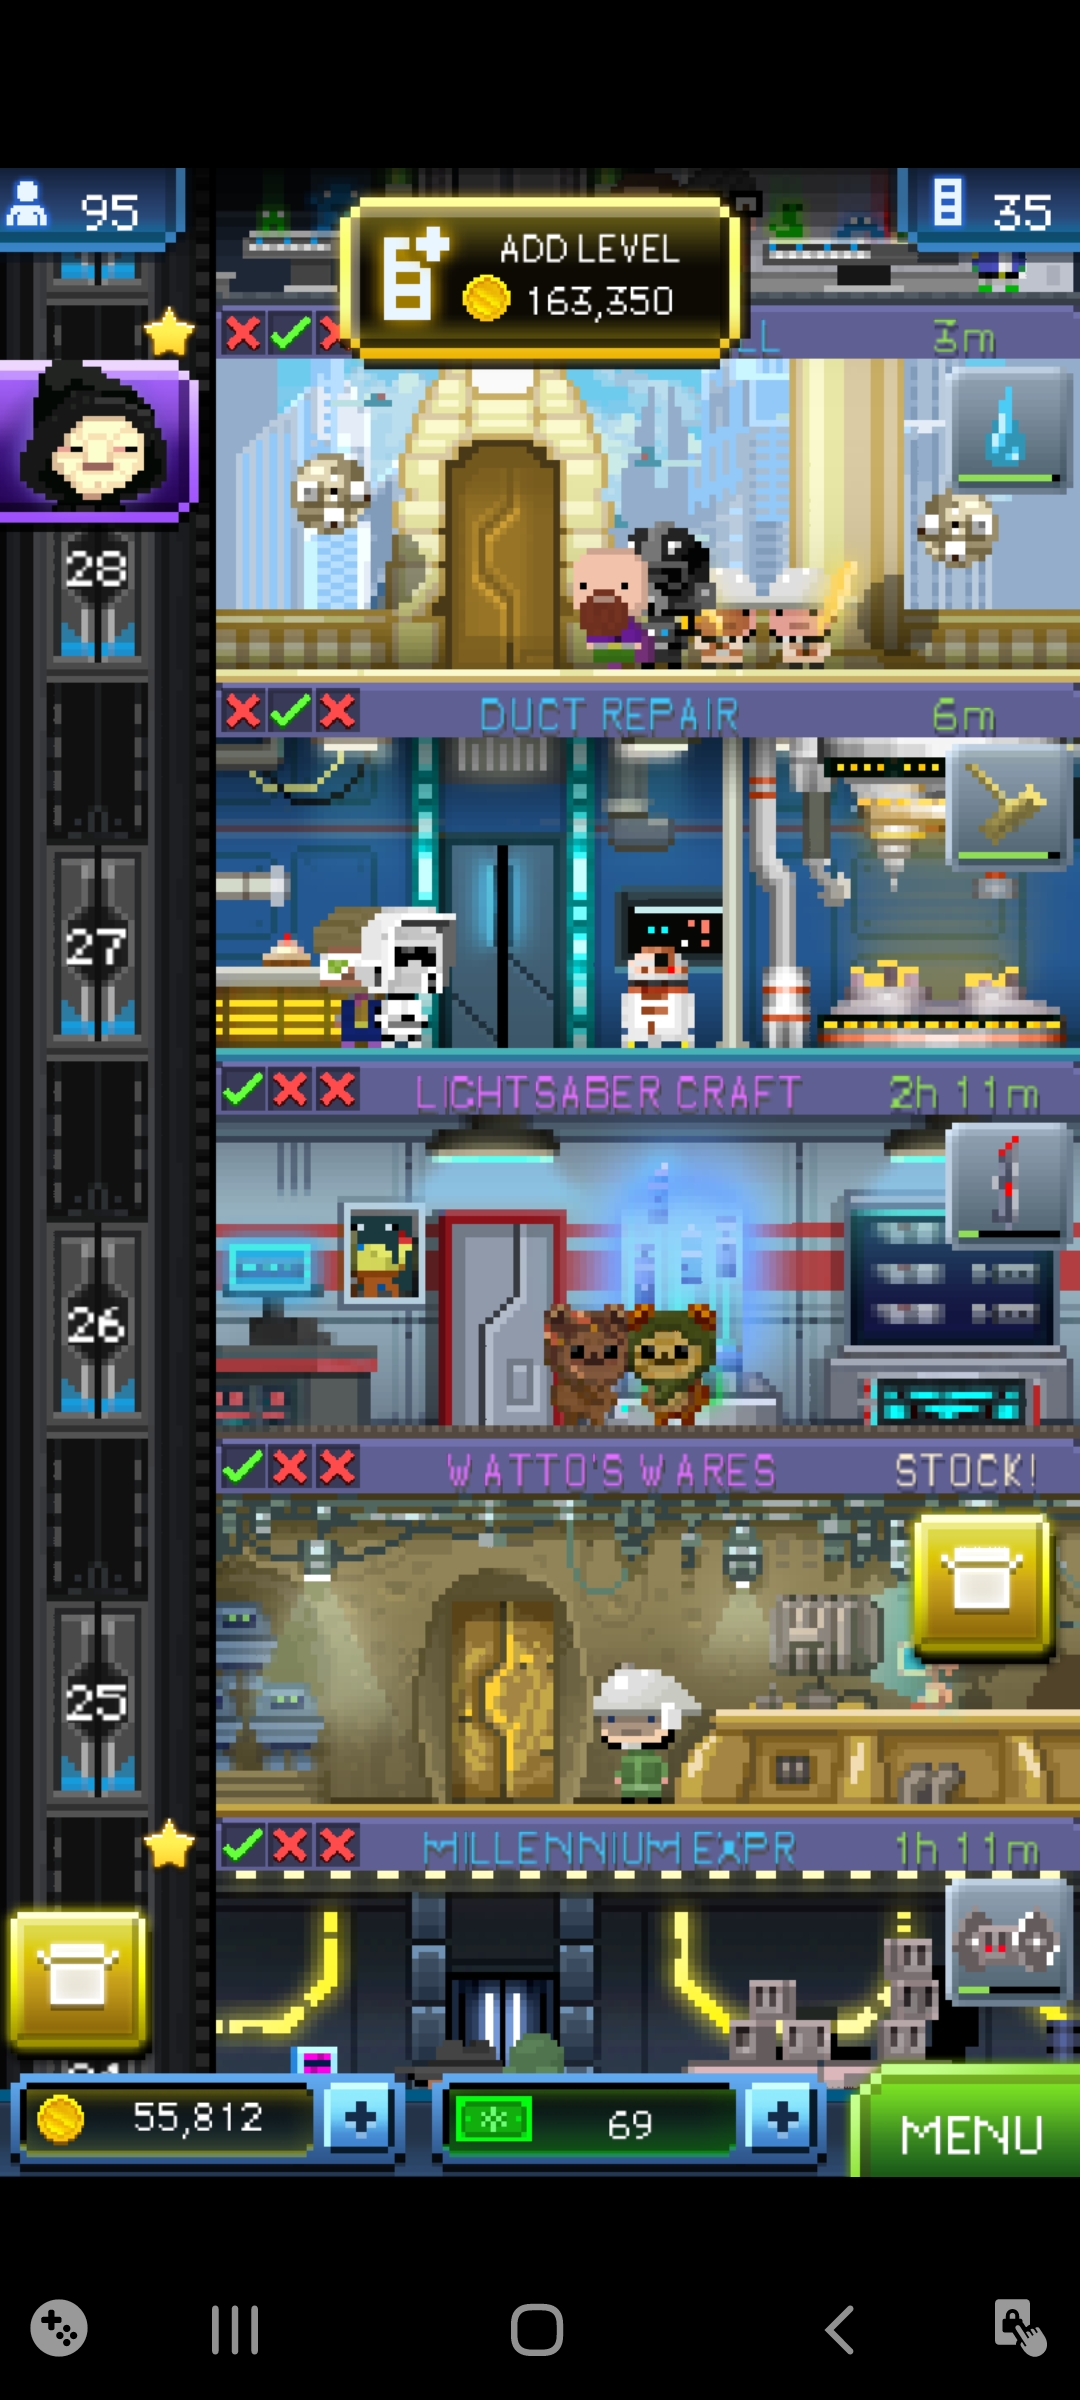 95
35
ADD LEVEL
163,350
LL
3m
28
DUCT REPAIR
6m
27
LIGHTSABER CRAFT
2h 11m
26
WATTO'S WARES
STOCK!
25
MILLENNIUM EXPR
1h 11m
55,812
69
MENU